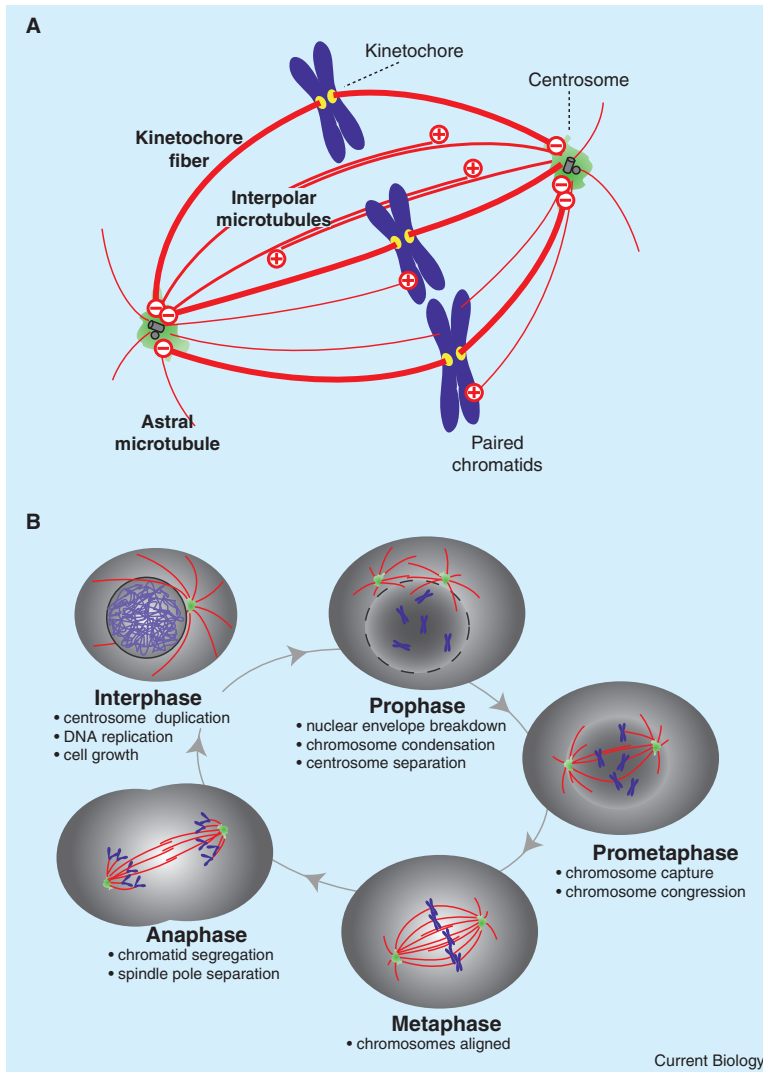 A
Kinetochore
Centrosome
Kinetochore
fiber
Interpolar
microtubules
Astral
microtubule
Paired
chromatids
+
+
+
+
+
−
−
−
−
−
−
B
Interphase
• centrosome duplication
• DNA replication
• cell growth
Prophase
• nuclear envelope breakdown
• chromosome condensation
• centrosome separation
Prometaphase
• chromosome capture
• chromosome congression
Metaphase
• chromosomes aligned
Anaphase
• chromatid segregation
• spindle pole separation
Current Biology